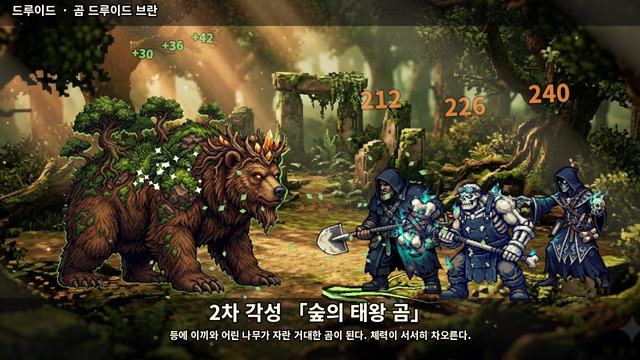 드루이드 · 곰 드루이드 브란
+30 +36 +42
212 226 240
2차 각성 「숲의 태왕 곰」
등에 이끼와 어린 나무가 자란 거대한 곰이 된다. 체력이 서서히 차오른다.